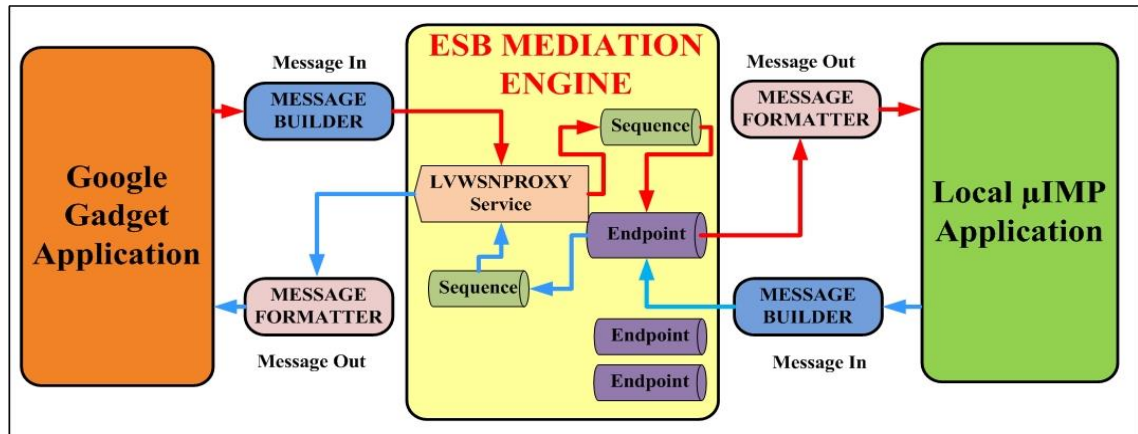 ESB MEDIATION
ENGINE
Message In
MESSAGE
BUILDER
Google
Gadget
Application
MESSAGE
FORMATTER
Message Out
Sequence
LVWSNPROXY
Service
Endpoint
Sequence
Endpoint
Endpoint
Message Out
MESSAGE
FORMATTER
Local µIMP
Application
MESSAGE
BUILDER
Message In